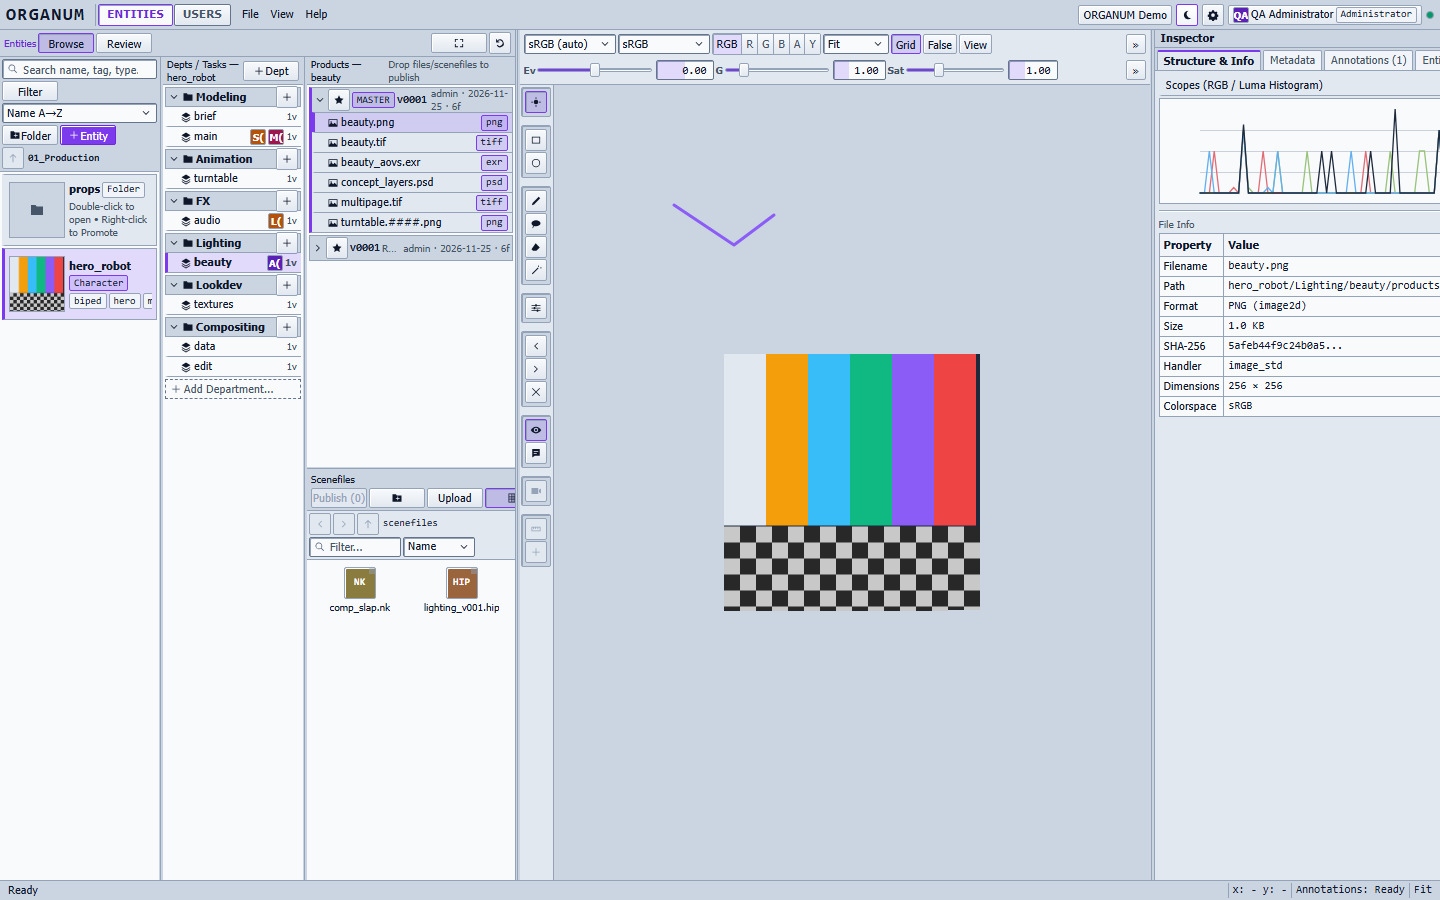 ORGANUM ENTITIES USERS File View Help ORGANUM Demo QA QA Administrator Administrator
Entities Browse Review
Search name, tag, type.
Filter
Name A→Z
Folder + Entity
01_Production
props Folder
Double-click to
open • Right-click
to Promote
hero_robot
Character
biped hero
Depts / Tasks —
hero_robot
+ Dept
Modeling
brief 1v
main S( M( 1v
Animation
turntable 1v
FX
audio L( 1v
Lighting
beauty A( 1v
Lookdev
textures 1v
Compositing
data 1v
edit 1v
+ Add Department...
Products —
beauty
Drop files/scenefiles to
publish
MASTER v0001 admin · 2026-11-
25 · 6f
beauty.png png
beauty.tif tiff
beauty_aovs.exr exr
concept_layers.psd psd
multipage.tif tiff
turntable.####.png png
v0001 R... admin · 2026-11-25 · 6f
Scenefiles
Publish (0) Upload
scenefiles
Filter... Name
NK HIP
comp_slap.nk lighting_v001.hip
sRGB (auto) sRGB RGB R G B A Y Fit Grid False View »
Ev 0.00 G 1.00 Sat 1.00 »
Inspector
Structure & Info Metadata Annotations (1) Enti
Scopes (RGB / Luma Histogram)
File Info
Property Value
Filename beauty.png
Path hero_robot/Lighting/beauty/products
Format PNG (image2d)
Size 1.0 KB
SHA-256 5afeb44f9c24b0a5...
Handler image_std
Dimensions 256 × 256
Colorspace sRGB
Ready x: - y: - Annotations: Ready Fit